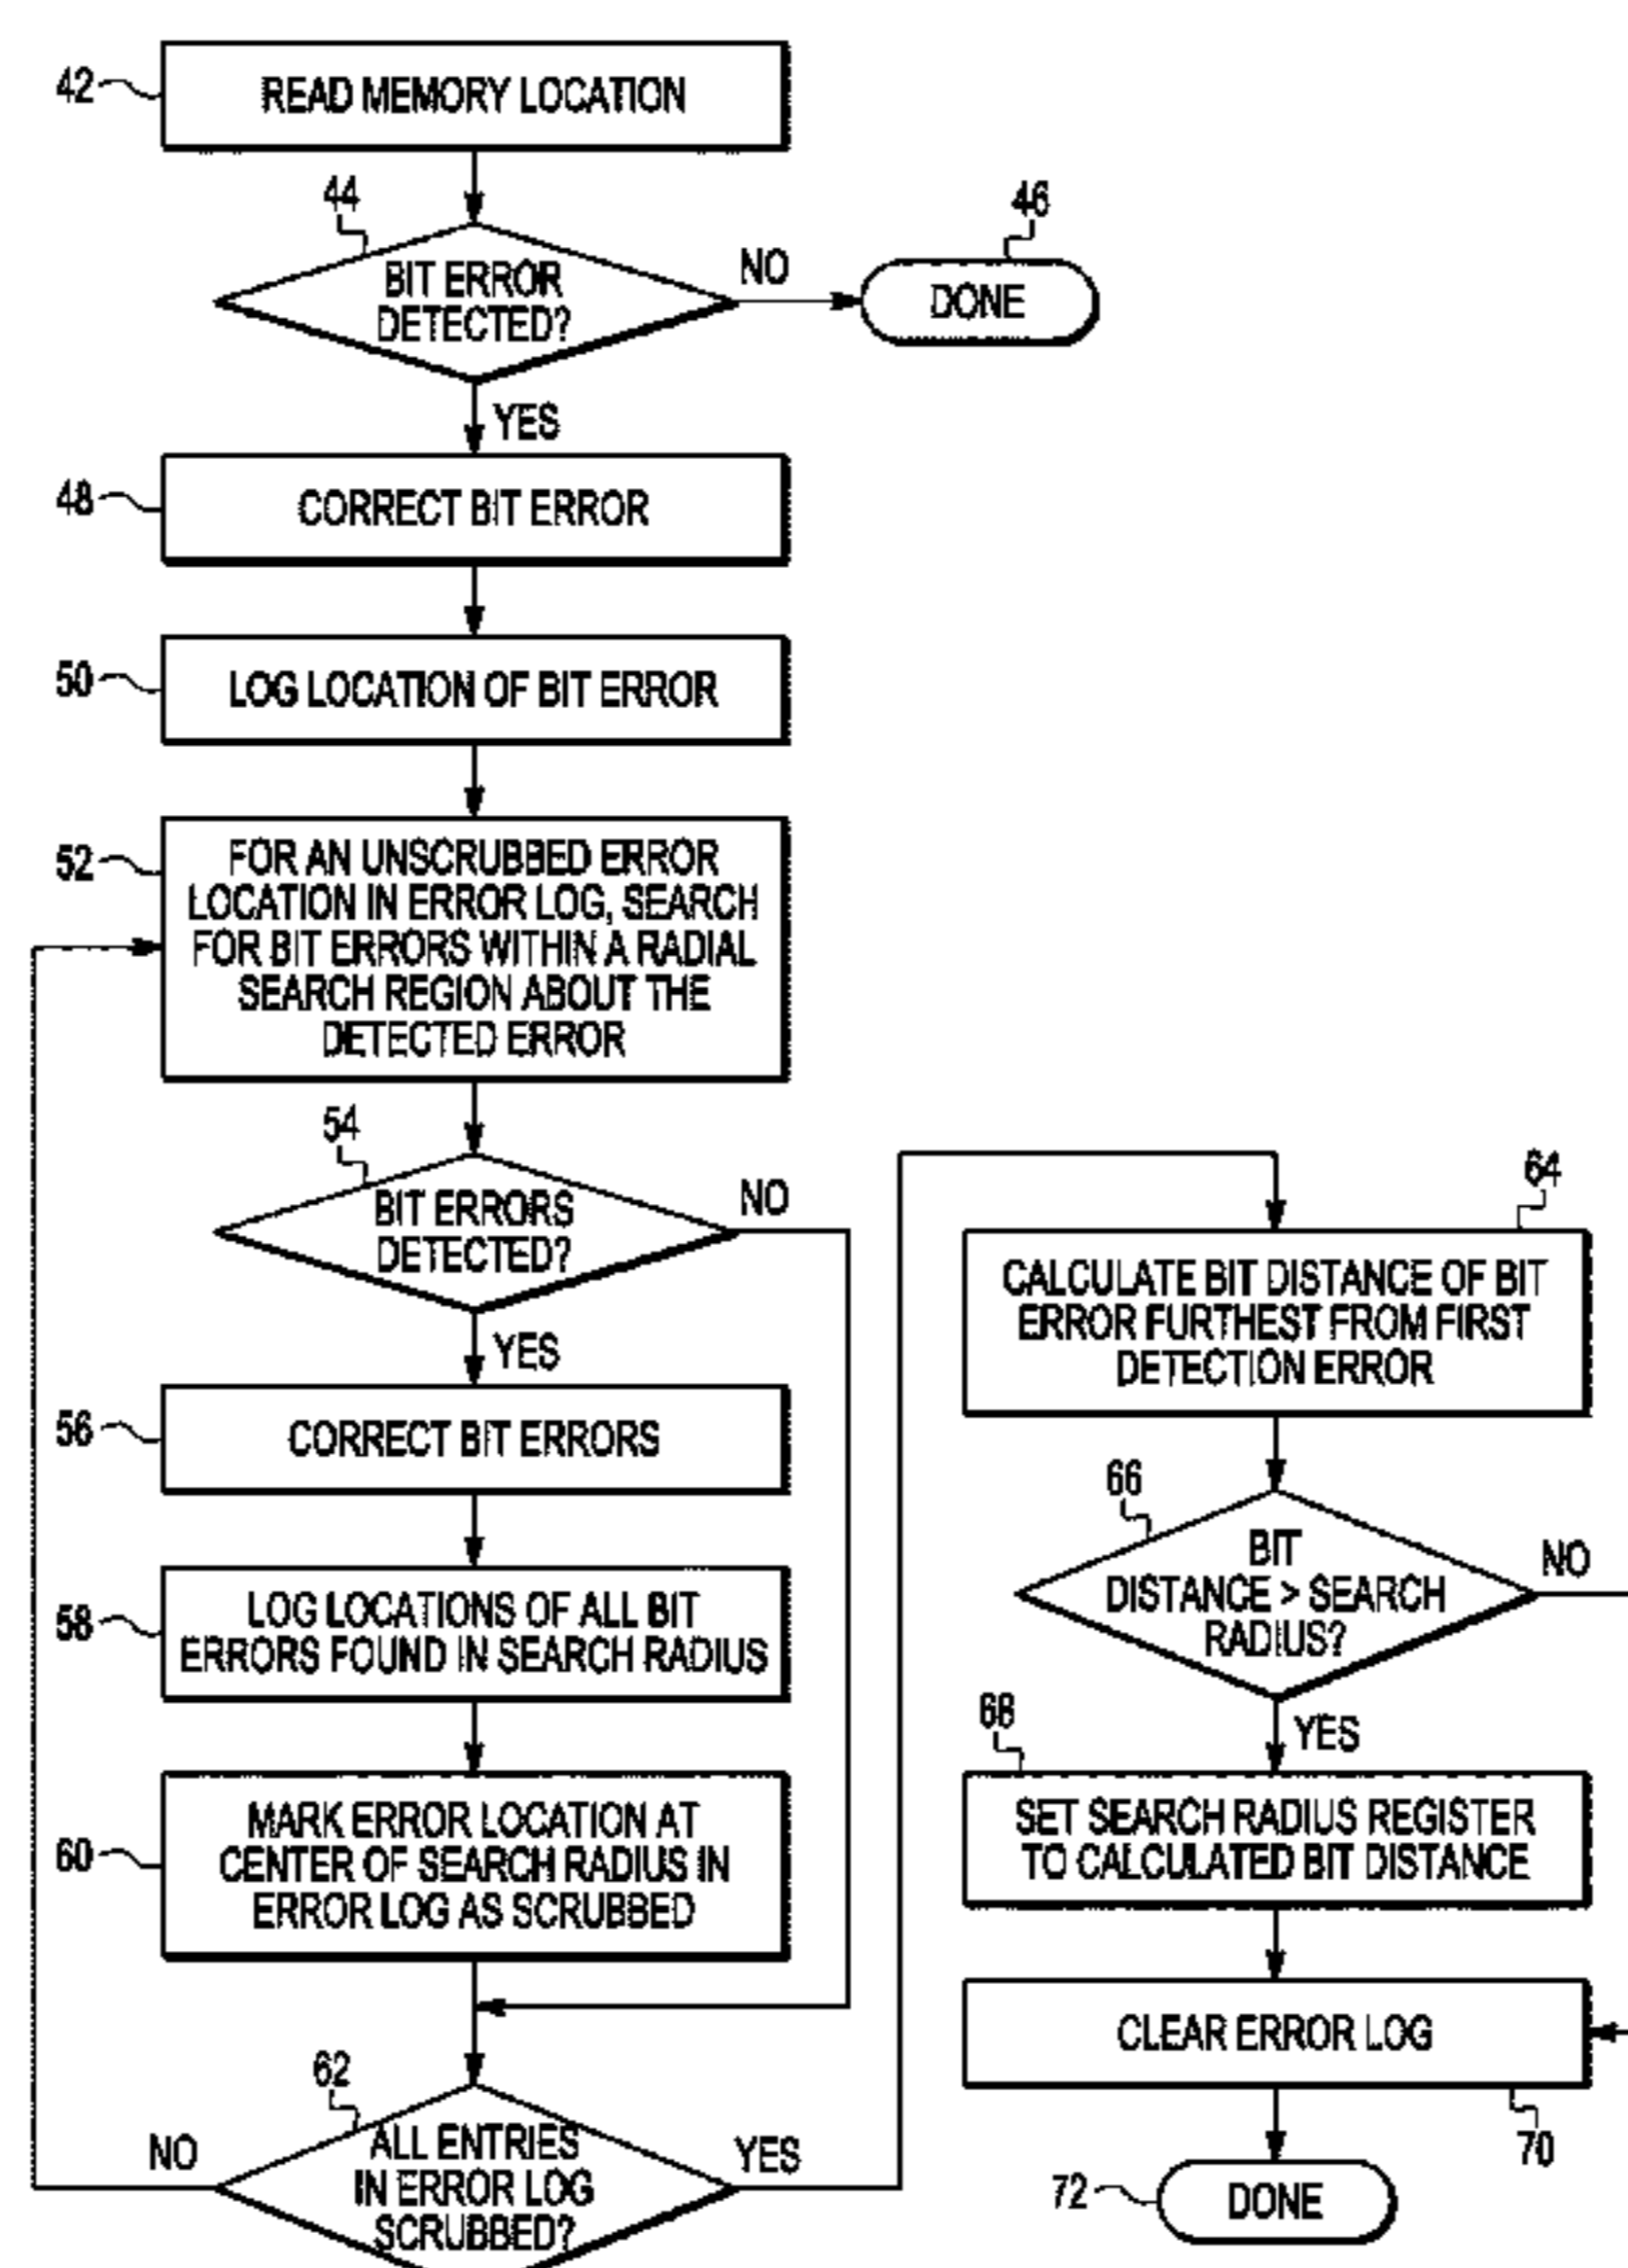 42
READ MEMORY LOCATION
44
BIT ERROR
DETECTED?
NO
46
DONE
YES
48
CORRECT BIT ERROR
50
LOG LOCATION OF BIT ERROR
52
FOR AN UNSCRUBBED ERROR
LOCATION IN ERROR LOG, SEARCH
FOR BIT ERRORS WITHIN A RADIAL
SEARCH REGION ABOUT THE
DETECTED ERROR
54
BIT ERRORS
DETECTED?
NO
YES
56
CORRECT BIT ERRORS
58
LOG LOCATIONS OF ALL BIT
ERRORS FOUND IN SEARCH RADIUS
60
MARK ERROR LOCATION AT
CENTER OF SEARCH RADIUS IN
ERROR LOG AS SCRUBBED
62
ALL ENTRIES
IN ERROR LOG
SCRUBBED?
NO
YES
64
CALCULATE BIT DISTANCE OF BIT
ERROR FURTHEST FROM FIRST
DETECTION ERROR
66
BIT
DISTANCE > SEARCH
RADIUS?
NO
YES
68
SET SEARCH RADIUS REGISTER
TO CALCULATED BIT DISTANCE
CLEAR ERROR LOG
70
72
DONE